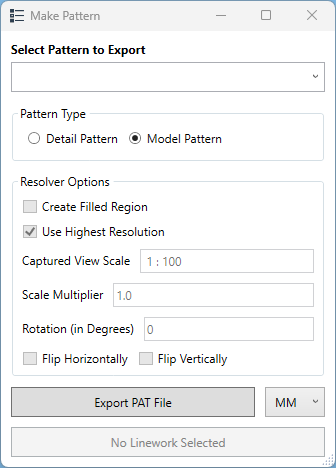 Make Pattern
Select Pattern to Export
Pattern Type
Detail Pattern Model Pattern
Resolver Options
Create Filled Region
Use Highest Resolution
Captured View Scale 1 : 100
Scale Multiplier 1.0
Rotation (in Degrees) 0
Flip Horizontally Flip Vertically
Export PAT File MM
No Linework Selected